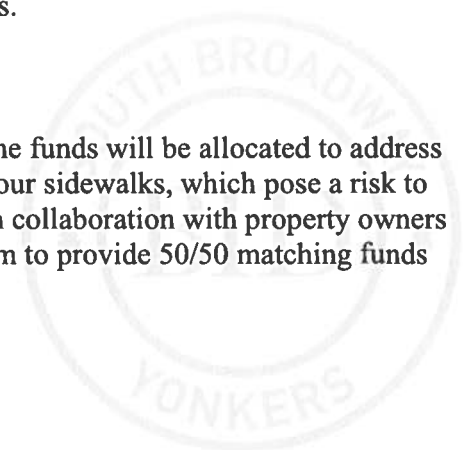 s.
SOUTH BROADWAY
he funds will be allocated to address
our sidewalks, which pose a risk to
n collaboration with property owners
BID
m to provide 50/50 matching funds
YONKERS